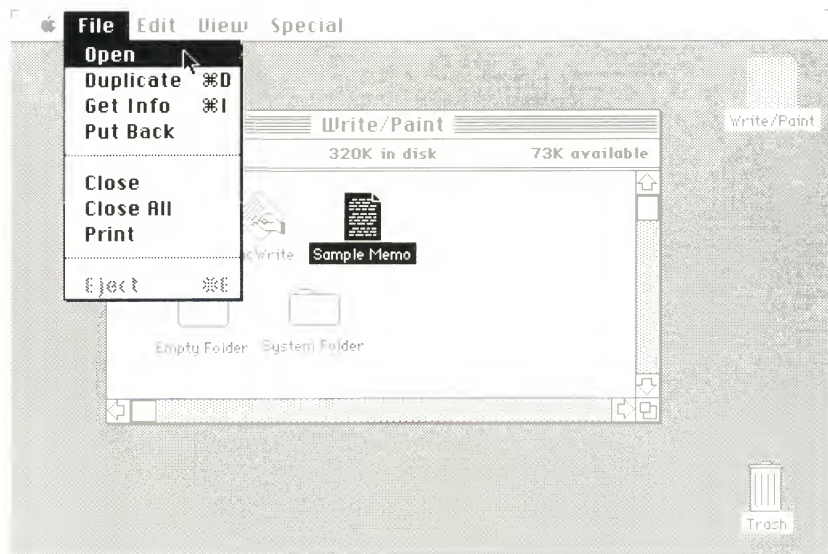 File Edit View Special
Open
Duplicate ⌘D
Get Info ⌘I
Put Back
Close
Close All
Print
Eject ⌘E
Write/Paint
320K in disk 73K available
cWrite
Sample Memo
Empty Folder System Folder
Write/Paint
Trash